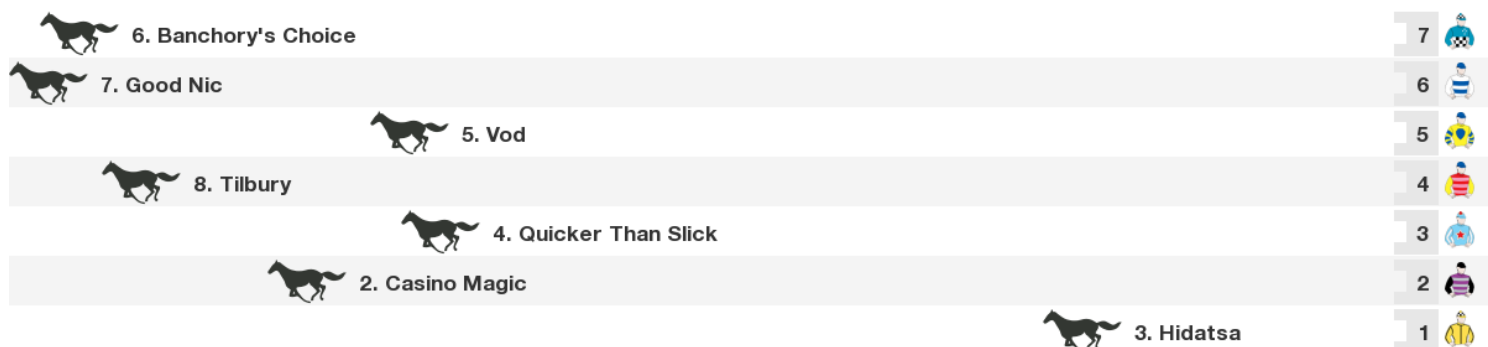 6. Banchory's Choice 7
7. Good Nic 6
5. Vod 5
8. Tilbury 4
4. Quicker Than Slick 3
2. Casino Magic 2
3. Hidatsa 1